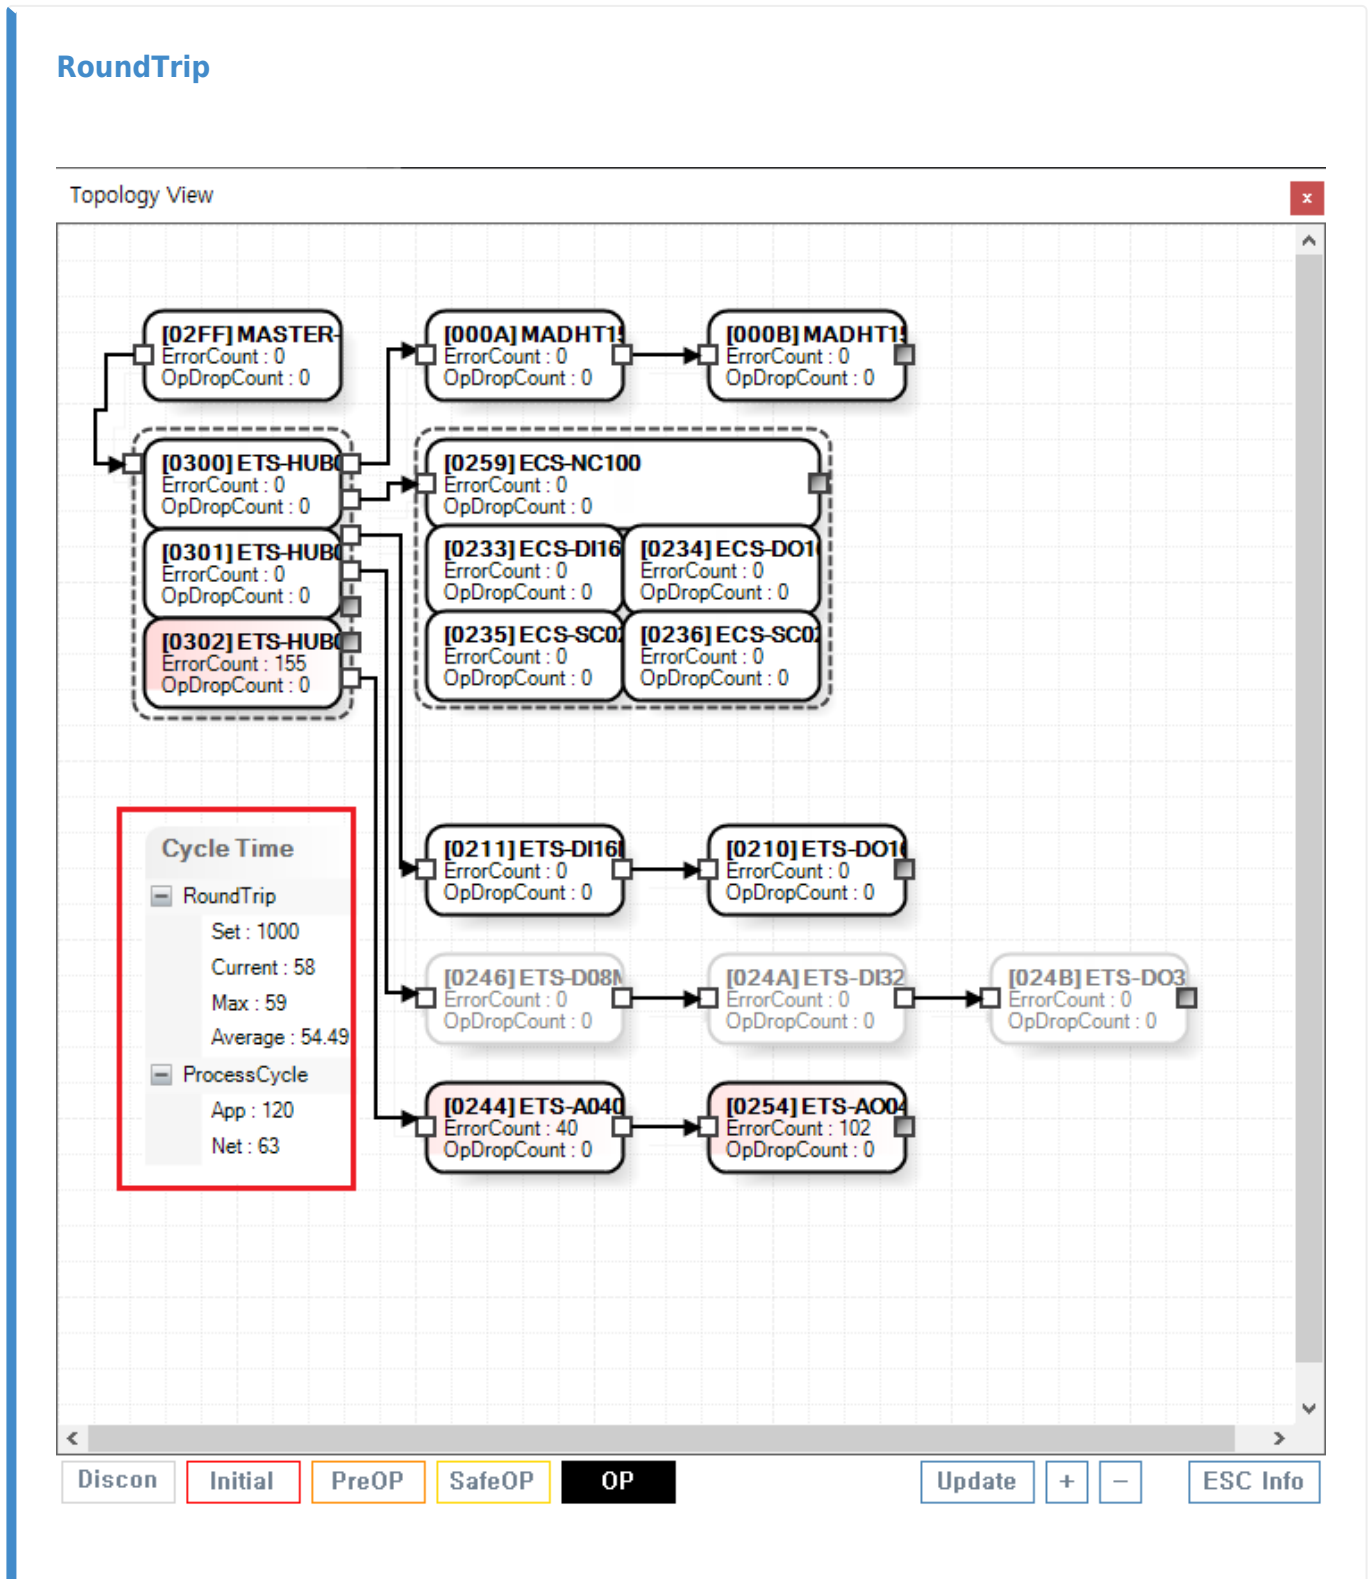 RoundTrip
Topology View
x
[02FF] MASTER-
ErrorCount : 0
OpDropCount : 0
[000A] MADHT1
ErrorCount : 0
OpDropCount : 0
[000B] MADHT1
ErrorCount : 0
OpDropCount : 0
[0300] ETS-HUB
ErrorCount : 0
OpDropCount : 0
[0301] ETS-HUB
ErrorCount : 0
OpDropCount : 0
[0302] ETS-HUB
ErrorCount : 155
OpDropCount : 0
[0259] ECS-NC100
ErrorCount : 0
OpDropCount : 0
[0233] ECS-DI16
ErrorCount : 0
OpDropCount : 0
[0234] ECS-DO1
ErrorCount : 0
OpDropCount : 0
[0235] ECS-SC02
ErrorCount : 0
OpDropCount : 0
[0236] ECS-SC02
ErrorCount : 0
OpDropCount : 0
Cycle Time
RoundTrip
Set : 1000
Current : 58
Max : 59
Average : 54.49
ProcessCycle
App : 120
Net : 63
[0211] ETS-DI16
ErrorCount : 0
OpDropCount : 0
[0210] ETS-DO16
ErrorCount : 0
OpDropCount : 0
[0246] ETS-D08
ErrorCount : 0
OpDropCount : 0
[024A] ETS-DI32
ErrorCount : 0
OpDropCount : 0
[024B] ETS-DO3
ErrorCount : 0
OpDropCount : 0
[0244] ETS-A040
ErrorCount : 40
OpDropCount : 0
[0254] ETS-AO04
ErrorCount : 102
OpDropCount : 0
Discon Initial PreOP SafeOP OP Update + − ESC Info